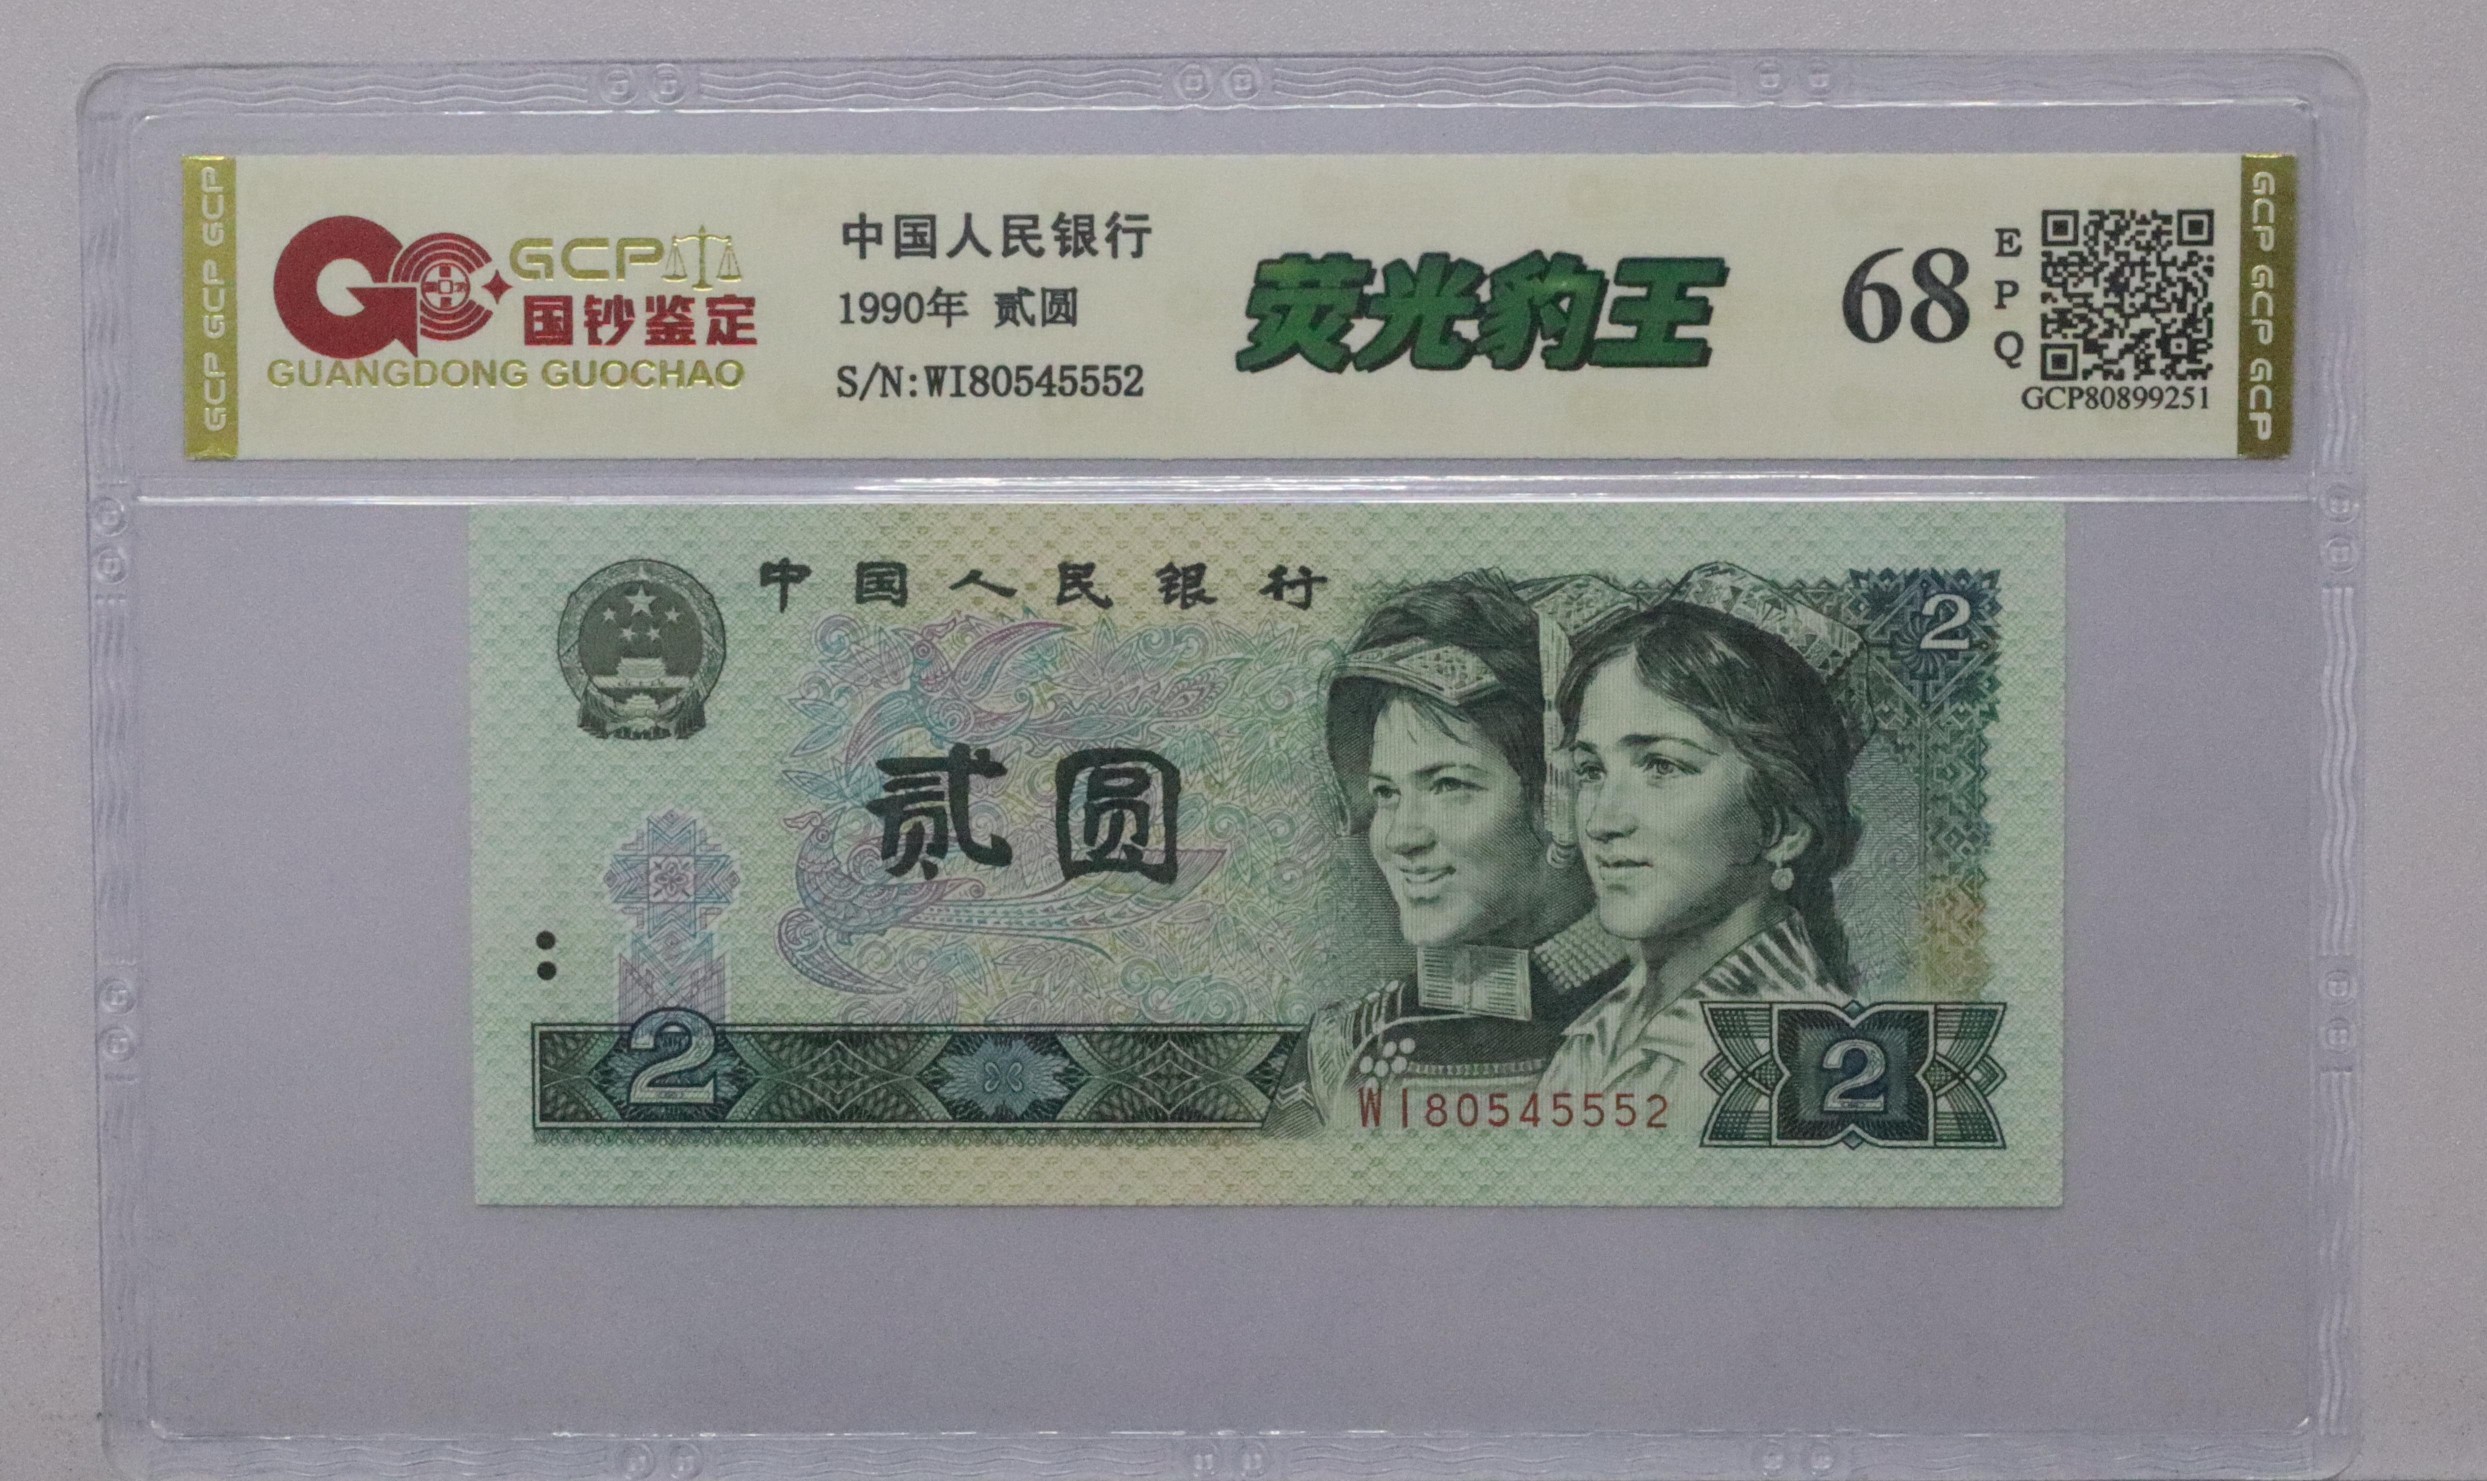 GCP GCP GCP
GCP
国钞鉴定
GUANGDONG GUOCHAO
中国人民银行
1990年 贰圆
S/N:WI80545552
荧光豹王
68
EPQ
GCP80899251
GCP GCP GCP
中国人民银行
2
贰圆
2
WI80545552
2